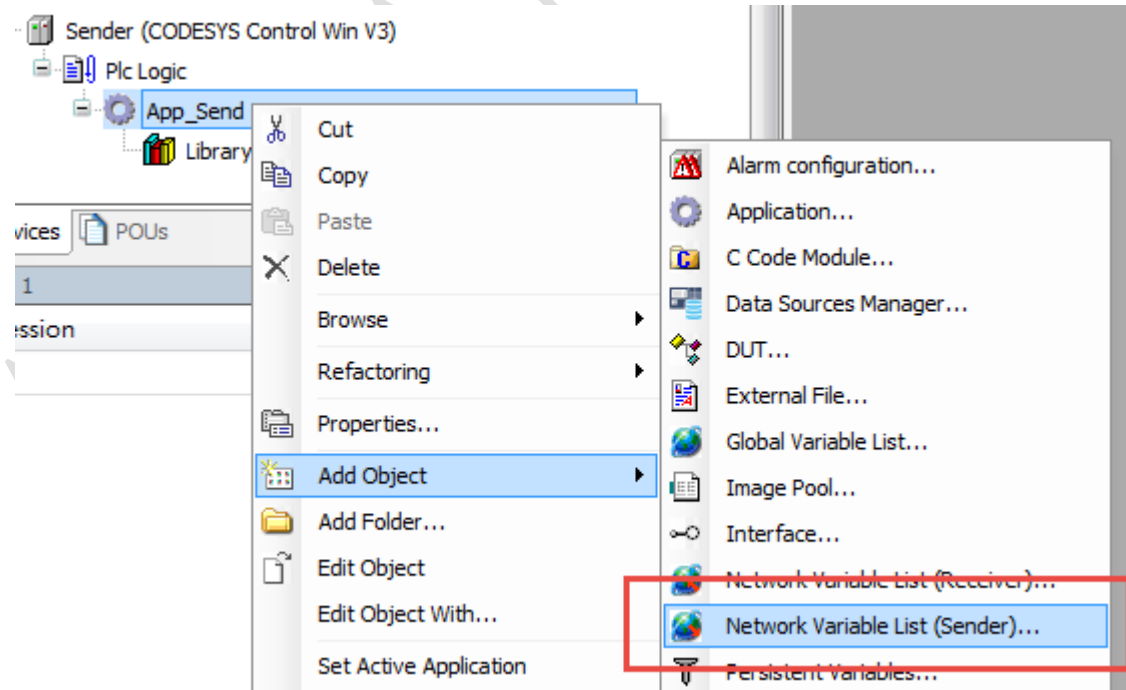 Sender (CODESYS Control Win V3)
Plc Logic
App_Send
Library
vices
POUs
1
ession
Cut
Copy
Paste
Delete
Browse
Refactoring
Properties...
Add Object
Add Folder...
Edit Object
Edit Object With...
Set Active Application
Alarm configuration...
Application...
C Code Module...
Data Sources Manager...
DUT...
External File...
Global Variable List...
Image Pool...
Interface...
Network Variable List (Receiver)...
Network Variable List (Sender)...
Persistent Variables...